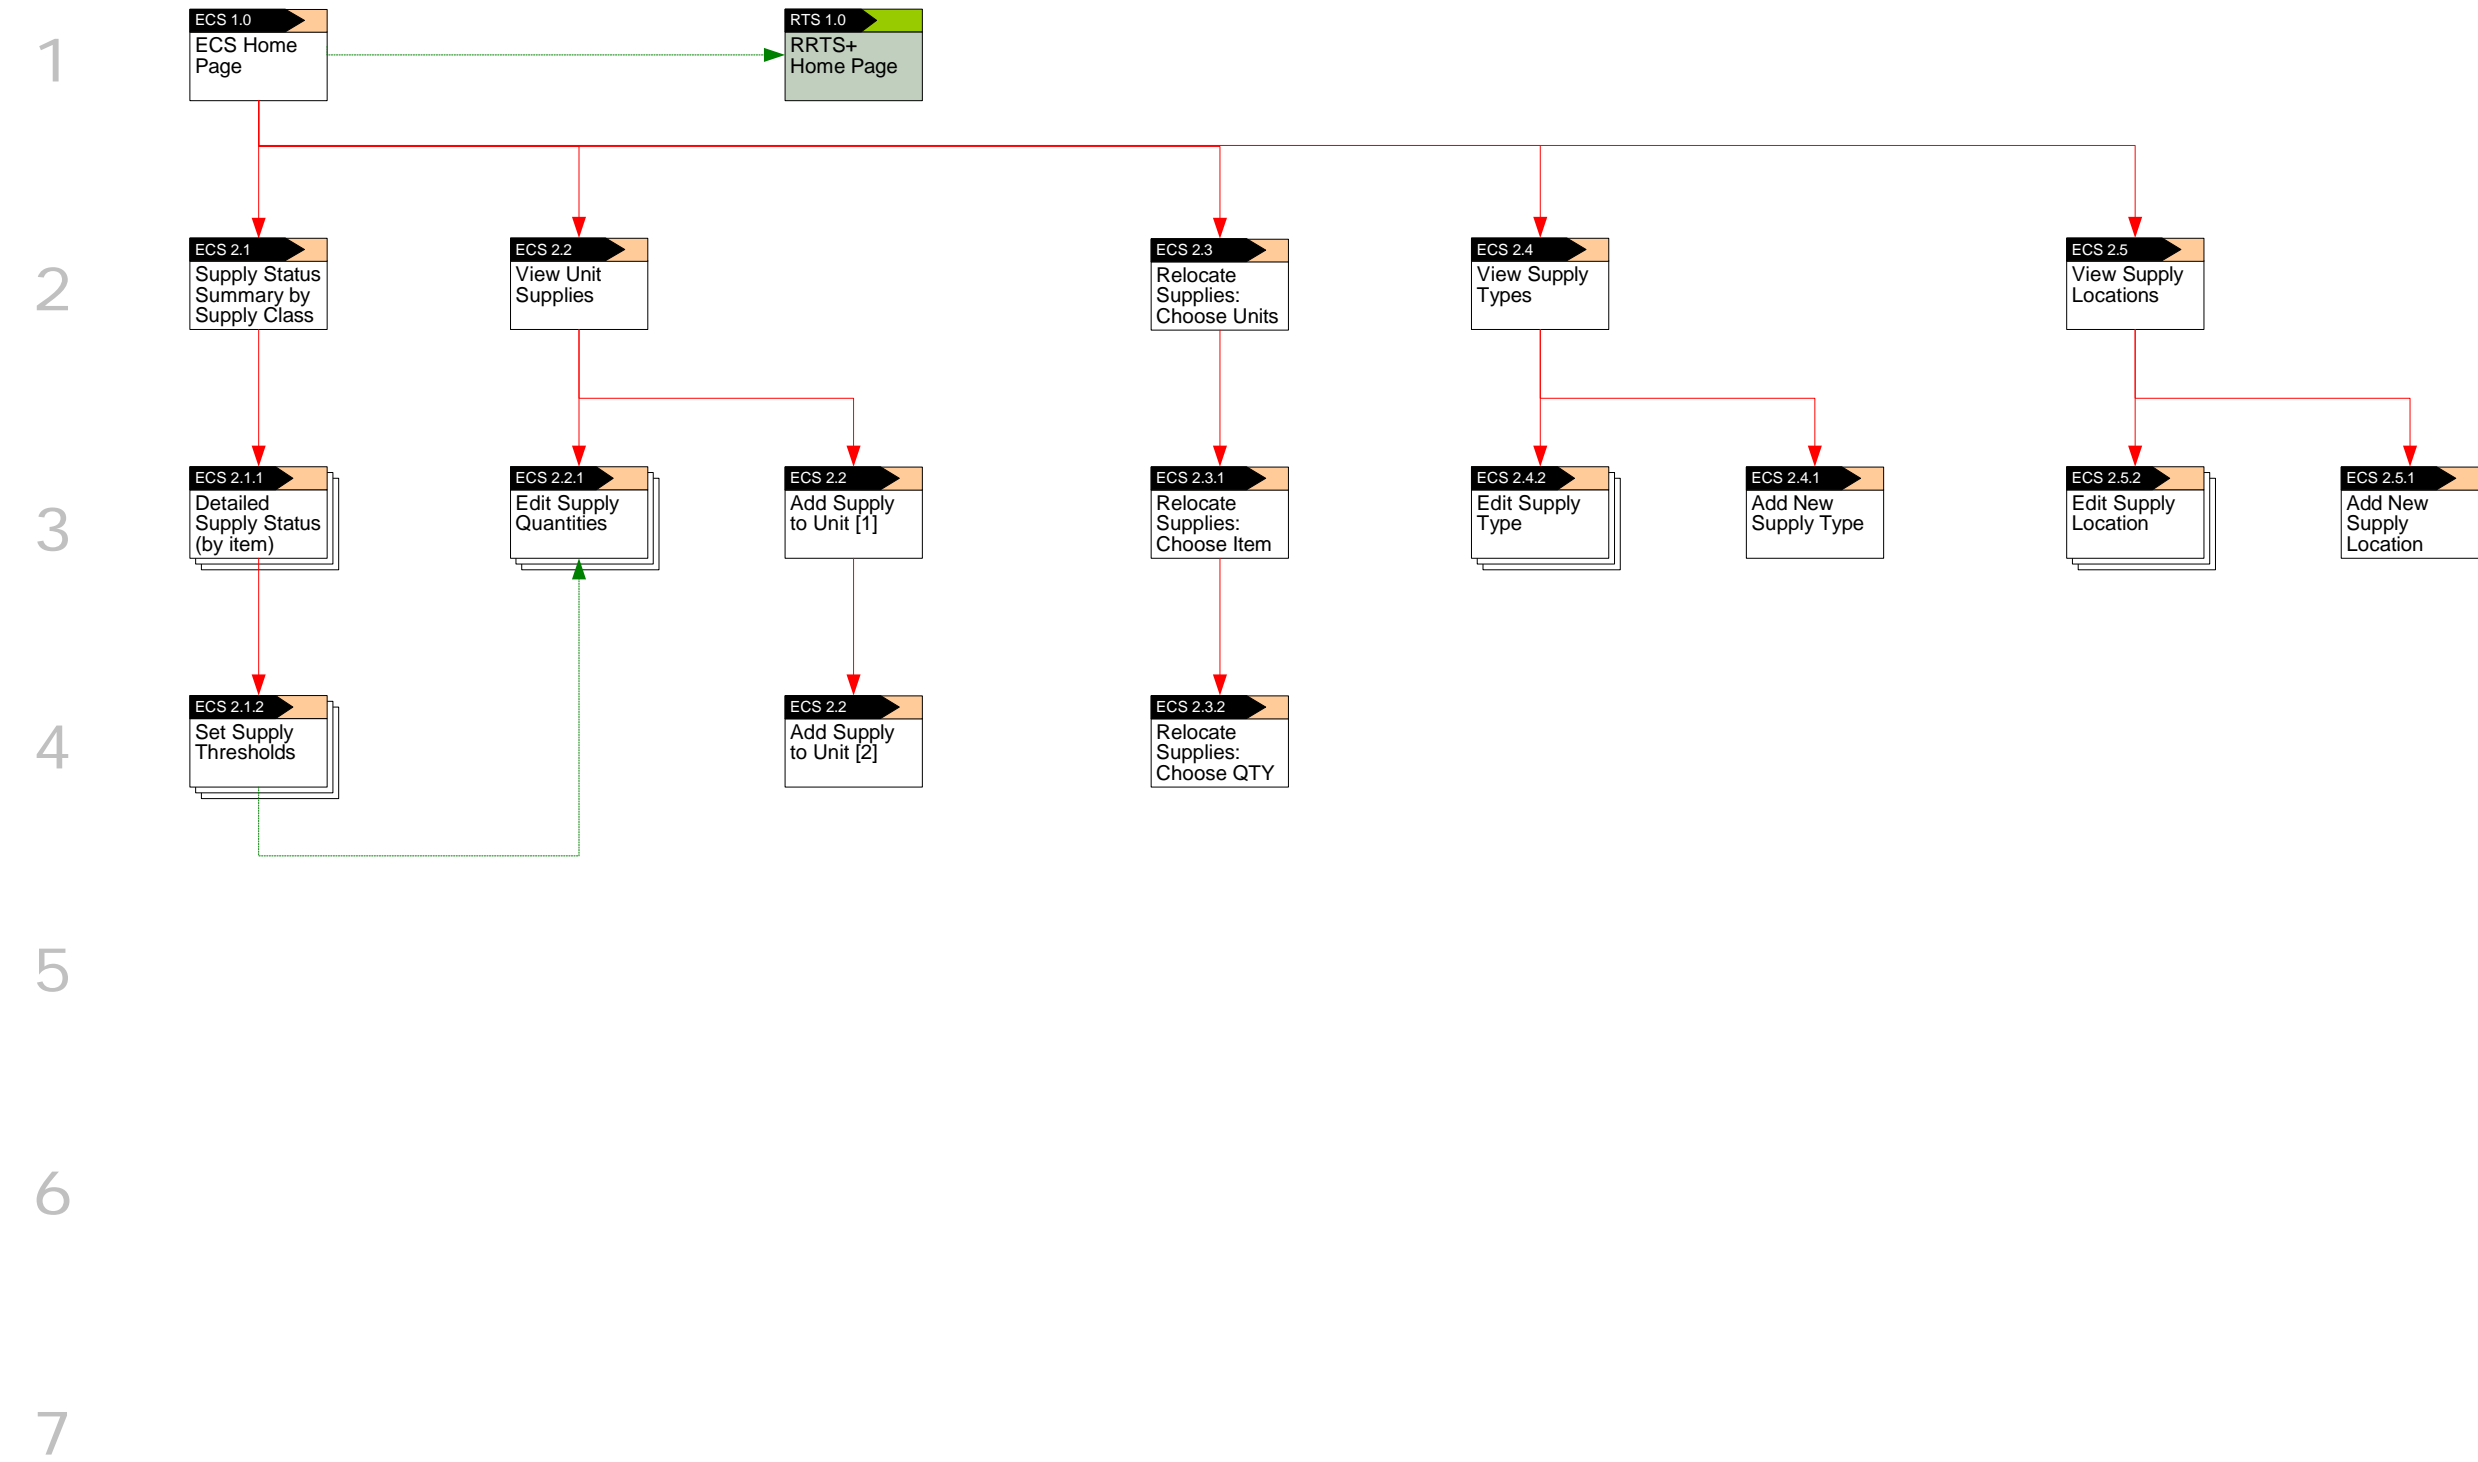 1
ECS 1.0
ECS Home
Page
RTS 1.0
RRTS+
Home Page
2
ECS 2.1
Supply Status
Summary by
Supply Class
ECS 2.2
View Unit
Supplies
ECS 2.3
Relocate
Supplies:
Choose Units
ECS 2.4
View Supply
Types
ECS 2.5
View Supply
Locations
3
ECS 2.1.1
Detailed
Supply Status
(by item)
ECS 2.2.1
Edit Supply
Quantities
ECS 2.2
Add Supply
to Unit [1]
ECS 2.3.1
Relocate
Supplies:
Choose Item
ECS 2.4.2
Edit Supply
Type
ECS 2.4.1
Add New
Supply Type
ECS 2.5.2
Edit Supply
Location
ECS 2.5.1
Add New
Supply
Location
4
ECS 2.1.2
Set Supply
Thresholds
ECS 2.2
Add Supply
to Unit [2]
ECS 2.3.2
Relocate
Supplies:
Choose QTY
5
6
7